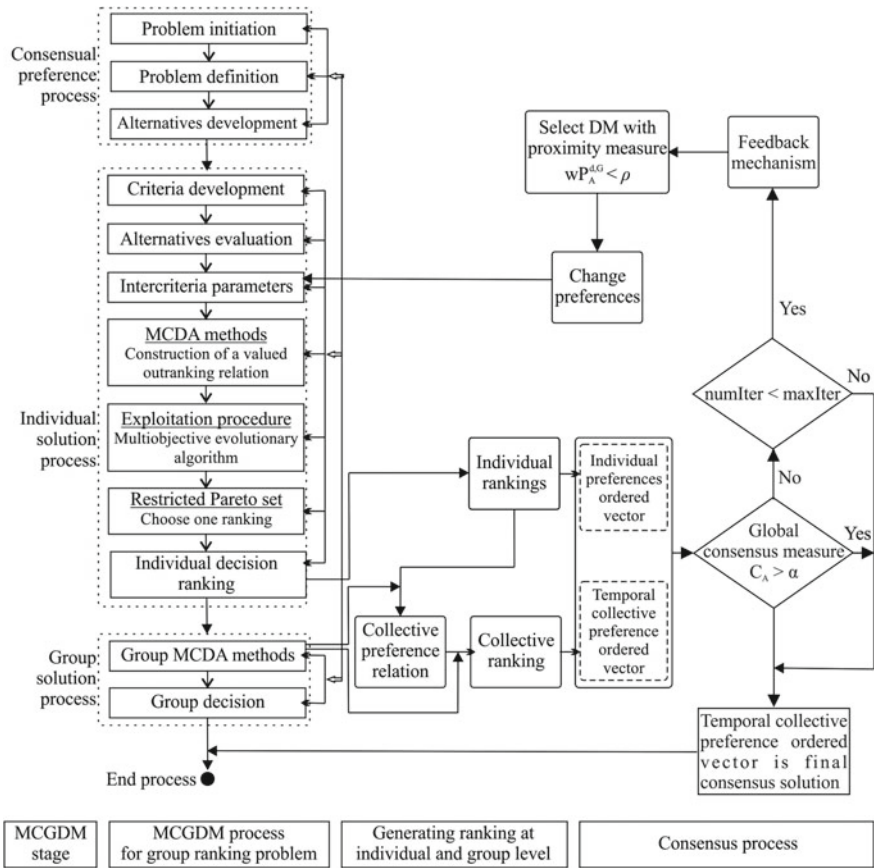 Consensual
preference
process
Problem initiation
Problem definition
Alternatives development
Individual
solution
process
Criteria development
Alternatives evaluation
Intercriteria parameters
MCDA methods
Construction of a valued
outranking relation
Exploitation procedure
Multiobjective evolutionary
algorithm
Restricted Pareto set
Choose one ranking
Individual decision
ranking
Group
solution
process
Group MCDA methods
Group decision
End process
Select DM with
proximity measure
wP_A^{d,G} < ρ
Feedback
mechanism
Change
preferences
Yes
numIter < maxIter
No
No
Individual
rankings
Individual
preferences
ordered
vector
Global
consensus measure
C_A > α
Yes
Collective
preference
relation
Collective
ranking
Temporal
collective
preference
ordered
vector
Temporal collective
preference ordered
vector is final
consensus solution
MCGDM
stage
MCGDM process
for group ranking problem
Generating ranking at
individual and group level
Consensus process